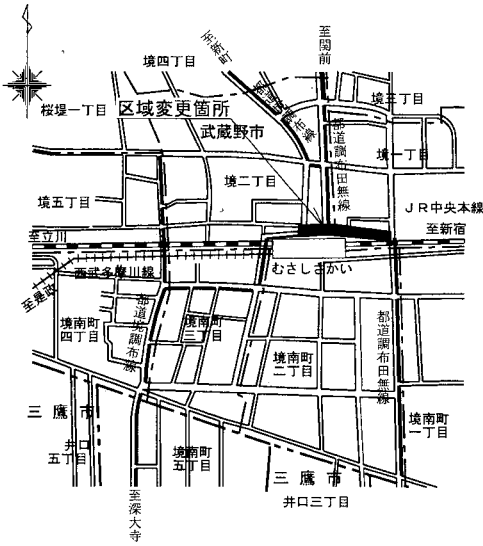 至関前
至新町
境四丁目
境三丁目
桜堤一丁目
区域変更箇所
武蔵野市
都道調布田無線
境一丁目
境二丁目
境五丁目
JR中央本線
至立川
至新宿
むさしさかい
西武多摩川線
至是政
都道境調布線
境南町
四丁目
境南町
三丁目
境南町
二丁目
都道調布田無線
境南町
一丁目
三鷹市
井口
五丁目
境南町
五丁目
三鷹市
井口三丁目
至深大寺